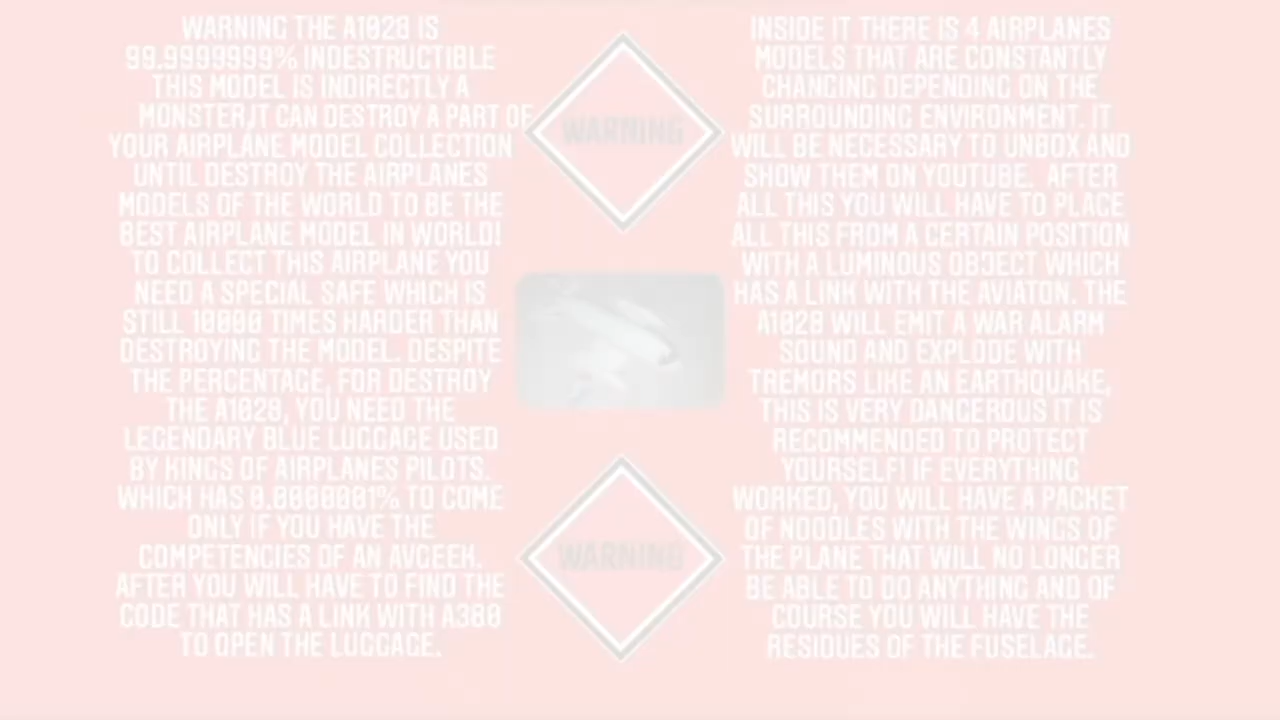 WARNING THE A1028 IS
99.9999999% INDESTRUCTIBLE
THIS MODEL IS INDIRECTLY A
MONSTER,IT CAN DESTROY A PART OF
YOUR AIRPLANE MODEL COLLECTION
UNTIL DESTROY THE AIRPLANES
MODELS OF THE WORLD TO BE THE
BEST AIRPLANE MODEL IN WORLD!
TO COLLECT THIS AIRPLANE YOU
NEED A SPECIAL SAFE WHICH IS
STILL 10000 TIMES HARDER THAN
DESTROYING THE MODEL. DESPITE
THE PERCENTAGE, FOR DESTROY
THE A1028, YOU NEED THE
LEGENDARY BLUE LUGGAGE USED
BY KINGS OF AIRPLANES PILOTS.
WHICH HAS 0.0000001% TO COME
ONLY IF YOU HAVE THE
COMPETENCIES OF AN AVGEEK.
AFTER YOU WILL HAVE TO FIND THE
CODE THAT HAS A LINK WITH A380
TO OPEN THE LUGGAGE.
WARNING
WARNING
INSIDE IT THERE IS 4 AIRPLANES
MODELS THAT ARE CONSTANTLY
CHANGING DEPENDING ON THE
SURROUNDING ENVIRONMENT. IT
WILL BE NECESSARY TO UNBOX AND
SHOW THEM ON YOUTUBE. AFTER
ALL THIS YOU WILL HAVE TO PLACE
ALL THIS FROM A CERTAIN POSITION
WITH A LUMINOUS OBJECT WHICH
HAS A LINK WITH THE AVIATON. THE
A1028 WILL EMIT A WAR ALARM
SOUND AND EXPLODE WITH
TREMORS LIKE AN EARTHQUAKE,
THIS IS VERY DANGEROUS IT IS
RECOMMENDED TO PROTECT
YOURSELF! IF EVERYTHING
WORKED, YOU WILL HAVE A PACKET
OF NOODLES WITH THE WINGS OF
THE PLANE THAT WILL NO LONGER
BE ABLE TO DO ANYTHING AND OF
COURSE YOU WILL HAVE THE
RESIDUES OF THE FUSELAGE.